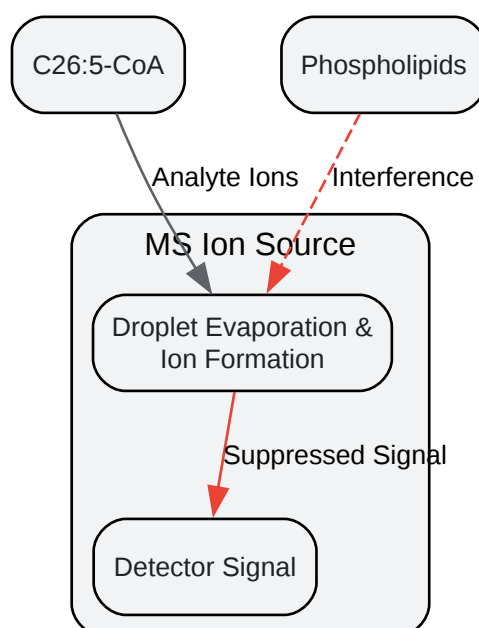 C26:5-CoA
Phospholipids
Analyte Ions
Interference
MS Ion Source
Droplet Evaporation &
Ion Formation
Suppressed Signal
Detector Signal